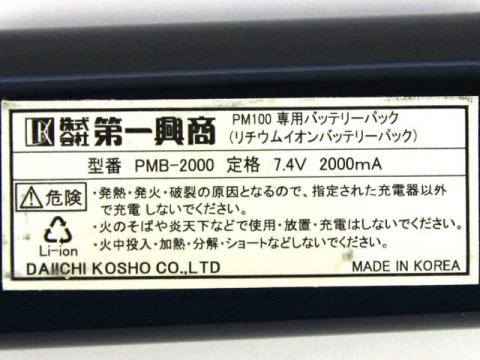 DK 株式会社 第一興商 PM100 専用バッテリーパック
(リチウムイオンバッテリーパック)
型番 PMB-2000 定格 7.4V 2000mA
⚠危険 ・発熱・発火・破裂の原因となるので、指定された充電器以外
で充電 しないでください。
・火のそばや炎天下などで使用・放置・充電はしないでください。
Li-ion ・火中投入・加熱・分解・ショートなどしないでください。
DAIICHI KOSHO CO.,LTD MADE IN KOREA